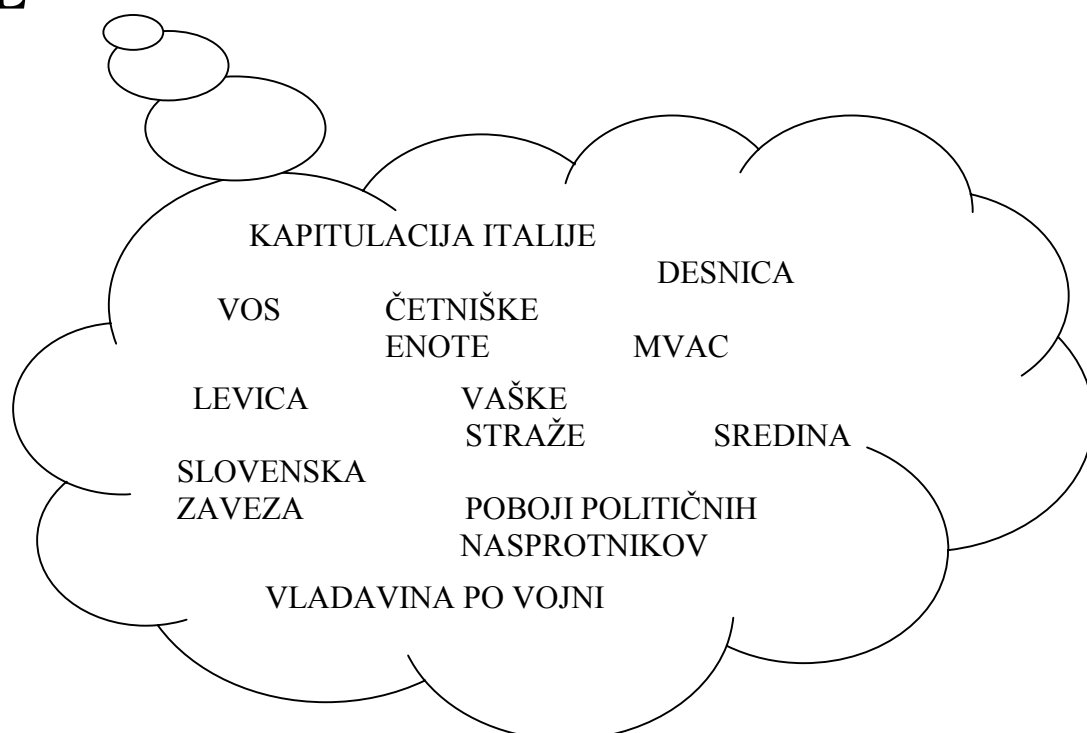 KAPITULACIJA ITALIJE
DESNICA
VOS ČETNIŠKE
ENOTE MVAC
LEVICA VAŠKE
STRAŽE SREDINA
SLOVENSKA
ZAVEZA POBOJI POLITIČNIH
NASPROTNIKOV
VLADAVINA PO VOJNI